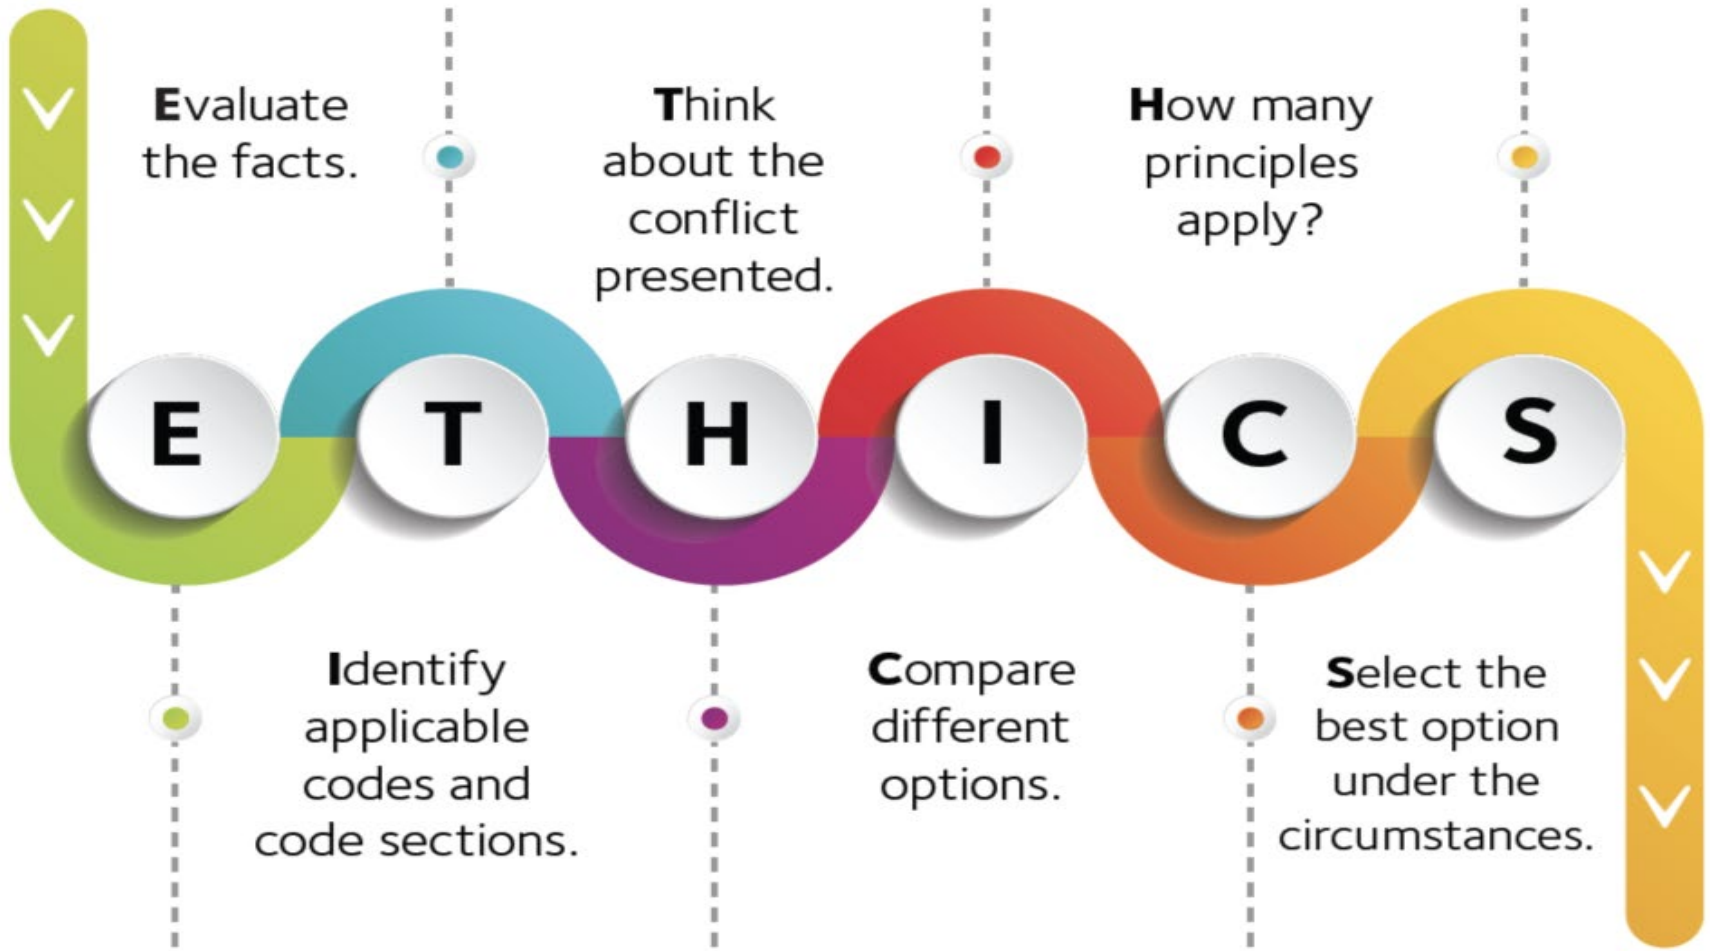 Evaluate
the facts.
Think
about the
conflict
presented.
How many
principles
apply?
E T H I C S
Identify
applicable
codes and
code sections.
Compare
different
options.
Select the
best option
under the
circumstances.